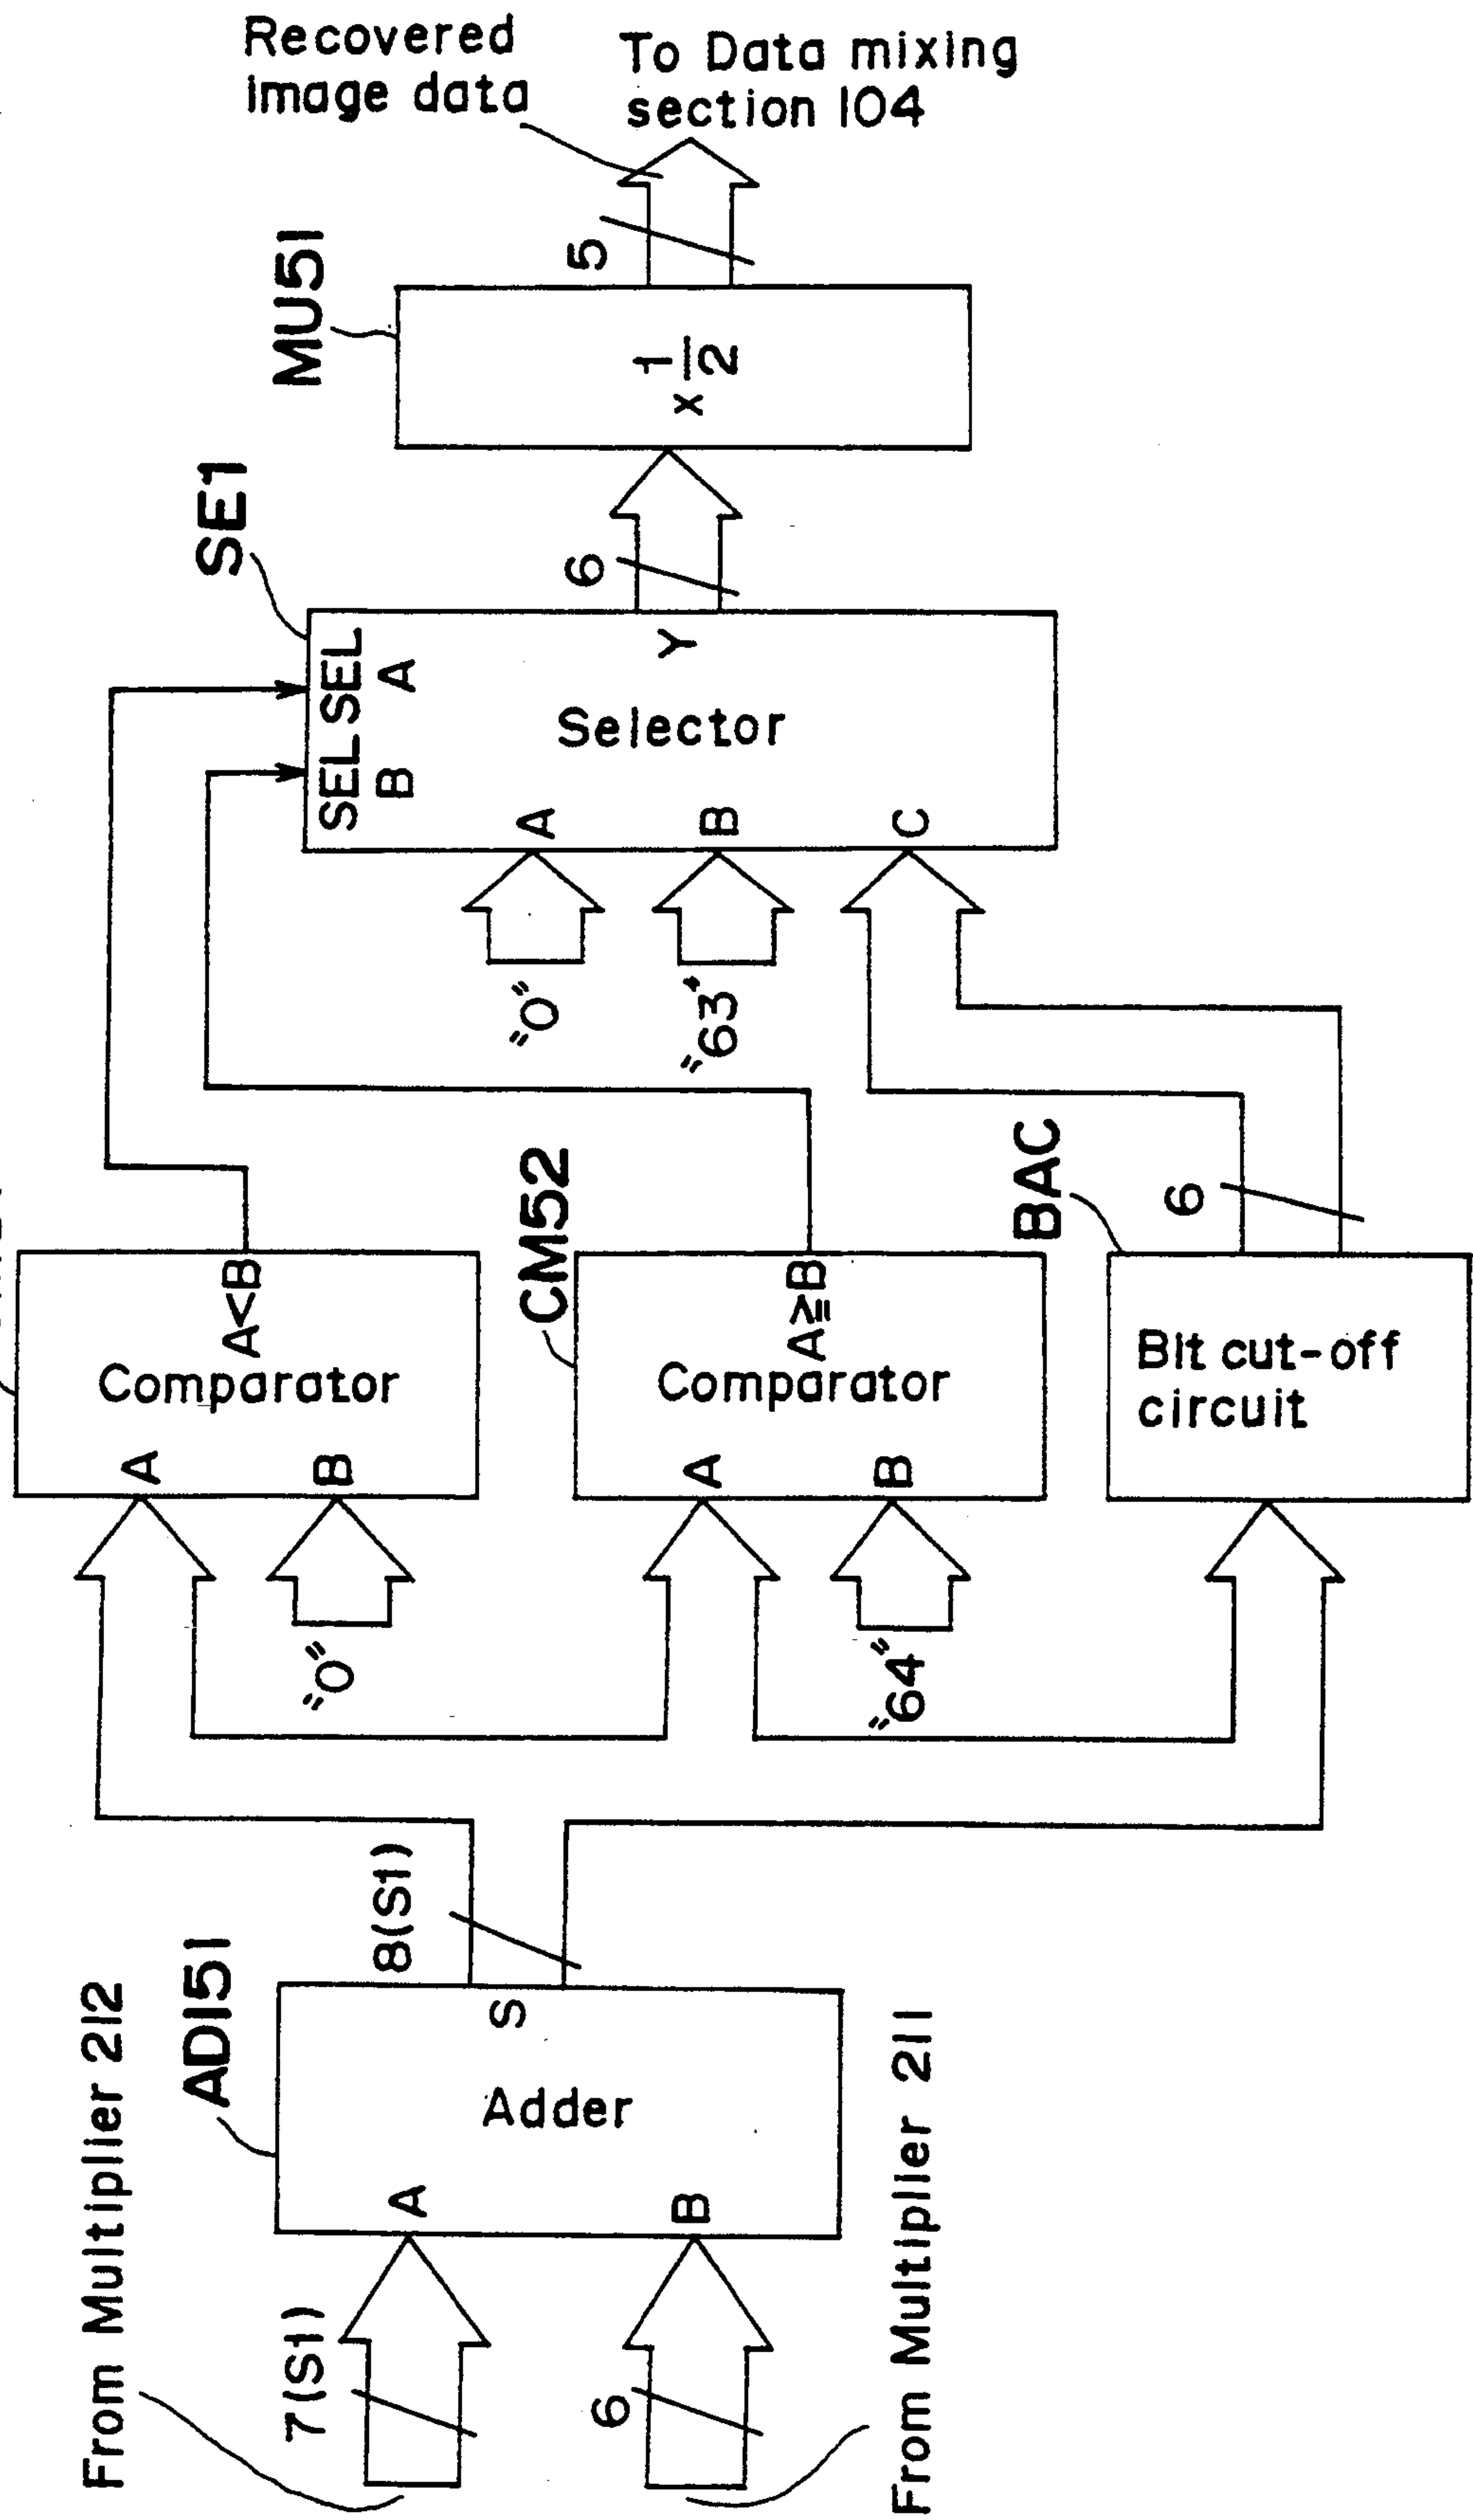 Recovered
image data
To Data mixing
section 104
MU51
5
× 1/2
SE1
6
SEL
A
SEL
B
Y
Selector
A
B
C
"0"
"63"
CM52
BAC
6
A<B
Comparator
A
B
A≧B
Comparator
A
B
Bit cut-off
circuit
"0"
"64"
8(S1)
From Multiplier 212
AD151
S
Adder
A
B
7(S1)
6
From Multiplier 211